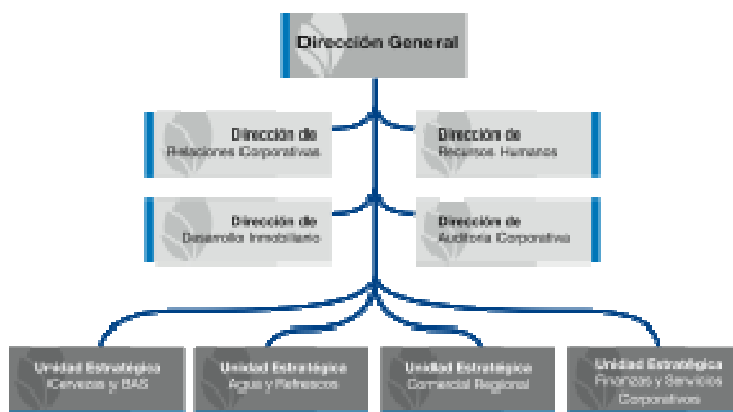 Dirección General
Dirección de
Relaciones Corporativas
Dirección de
Recursos Humanos
Dirección de
Desarrollo Inmobiliario
Dirección de
Auditoría Corporativa
Unidad Estratégica
Cervezas y BAS
Unidad Estratégica
Agua y Refrescos
Unidad Estratégica
Comercial Regional
Unidad Estratégica
Finanzas y Servicios
Corporativos